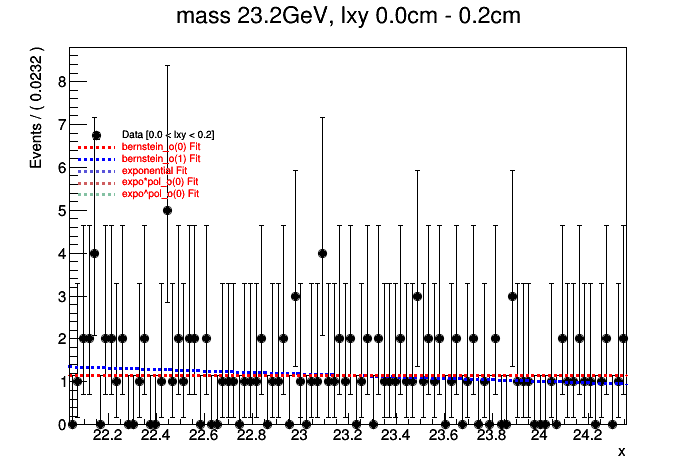 mass 23.2GeV, lxy 0.0cm - 0.2cm
Events / ( 0.0232 )
8
7
Data [0.0 < lxy < 0.2]
bernstein_o(0) Fit
bernstein_o(1) Fit
exponential Fit
expo*pol_o(0) Fit
expo^pol_o(0) Fit
6
5
4
3
2
1
0
22.2 22.4 22.6 22.8 23 23.2 23.4 23.6 23.8 24 24.2
x